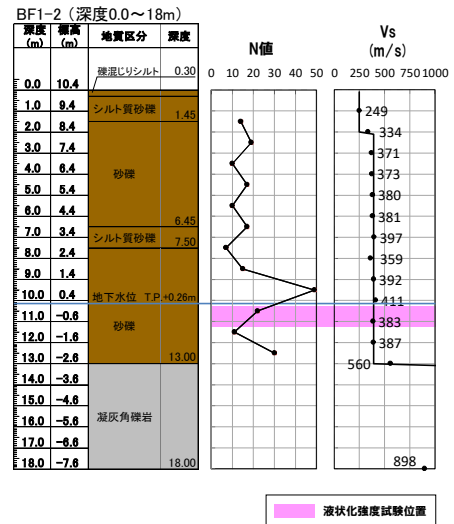 BF1-2（深度0.0～18m）
深度(m) 標高(m) 地質区分 深度
N値
Vs (m/s)
0 10 20 30 40 50
0 250 500 750 1000
礫混じりシルト 0.30
0.0 10.4
1.0 9.4 シルト質砂礫 1.45 249
2.0 8.4 334
3.0 7.4 371
4.0 6.4 砂礫 373
5.0 5.4 380
6.0 4.4 6.45 381
7.0 3.4 シルト質砂礫 7.50 397
8.0 2.4 359
9.0 1.4 392
10.0 0.4 地下水位 T.P.+0.26m 411
11.0 -0.6 砂礫 383
12.0 -1.6 387
13.0 -2.6 13.00 560
14.0 -3.6
15.0 -4.6
16.0 -5.6 凝灰角礫岩
17.0 -6.6
18.0 -7.6 18.00 898
液状化強度試験位置